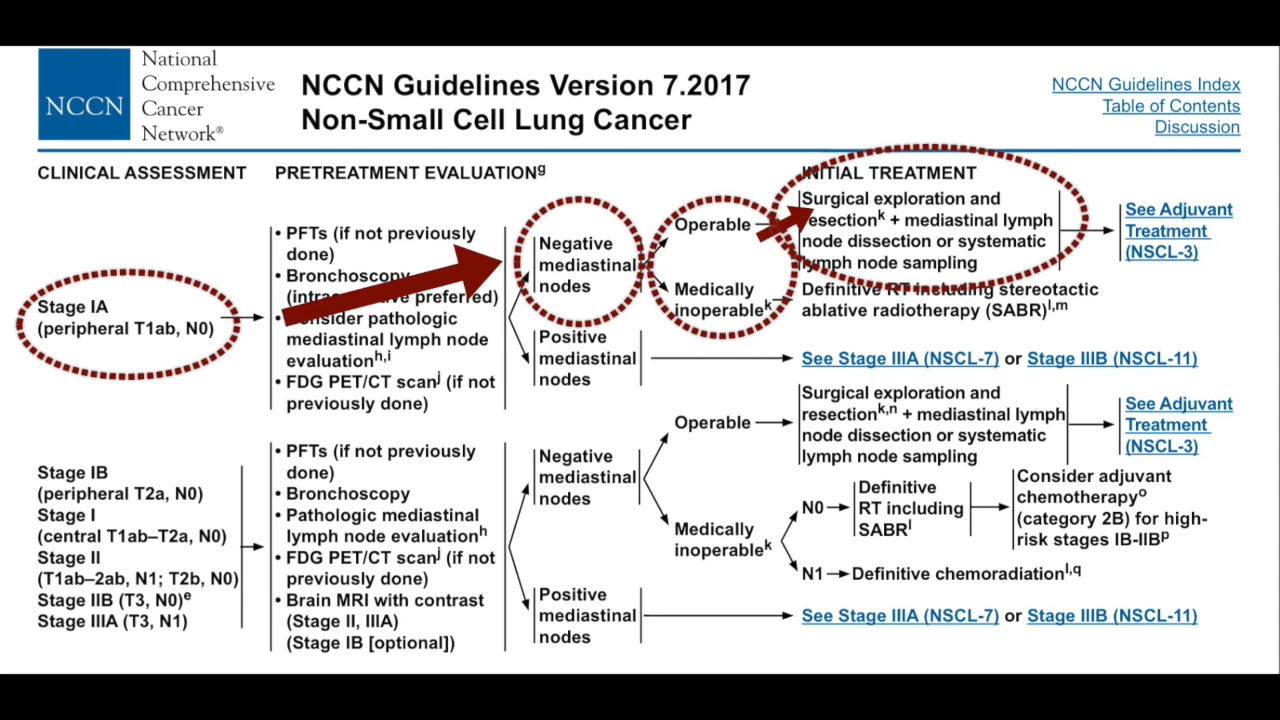 NCCN
National
Comprehensive
Cancer
Network®
NCCN Guidelines Version 7.2017
Non-Small Cell Lung Cancer
NCCN Guidelines Index
Table of Contents
Discussion
CLINICAL ASSESSMENT
PRETREATMENT EVALUATIONg
INITIAL TREATMENT
Stage IA
(peripheral T1ab, N0)
• PFTs (if not previously
done)
• Bronchoscopy
preferred)
pathologic
mediastinal lymph node
evaluationh,i
• FDG PET/CT scanj (if not
previously done)
Negative
mediastinal
nodes
Positive
mediastinal
nodes
Operable
Medically
inoperablek
Surgical exploration and
resectionk + mediastinal lymph
node dissection or systematic
lymph node sampling
See Adjuvant
Treatment
(NSCL-3)
Definitive RT including stereotactic
ablative radiotherapy (SABR)l,m
See Stage IIIA (NSCL-7) or Stage IIIB (NSCL-11)
Stage IB
(peripheral T2a, N0)
Stage I
(central T1ab–T2a, N0)
Stage II
(T1ab–2ab, N1; T2b, N0)
Stage IIB (T3, N0)e
Stage IIIA (T3, N1)
• PFTs (if not previously
done)
• Bronchoscopy
• Pathologic mediastinal
lymph node evaluationh
• FDG PET/CT scanj (if not
previously done)
• Brain MRI with contrast
(Stage II, IIIA)
(Stage IB [optional])
Negative
mediastinal
nodes
Positive
mediastinal
nodes
Operable
Medically
inoperablek
Surgical exploration and
resectionk,n + mediastinal lymph
node dissection or systematic
lymph node sampling
See Adjuvant
Treatment
(NSCL-3)
N0
Definitive
RT including
SABRl
Consider adjuvant
chemotherapyo
(category 2B) for high-
risk stages IB-IIBp
N1
Definitive chemoradiationl,q
See Stage IIIA (NSCL-7) or Stage IIIB (NSCL-11)